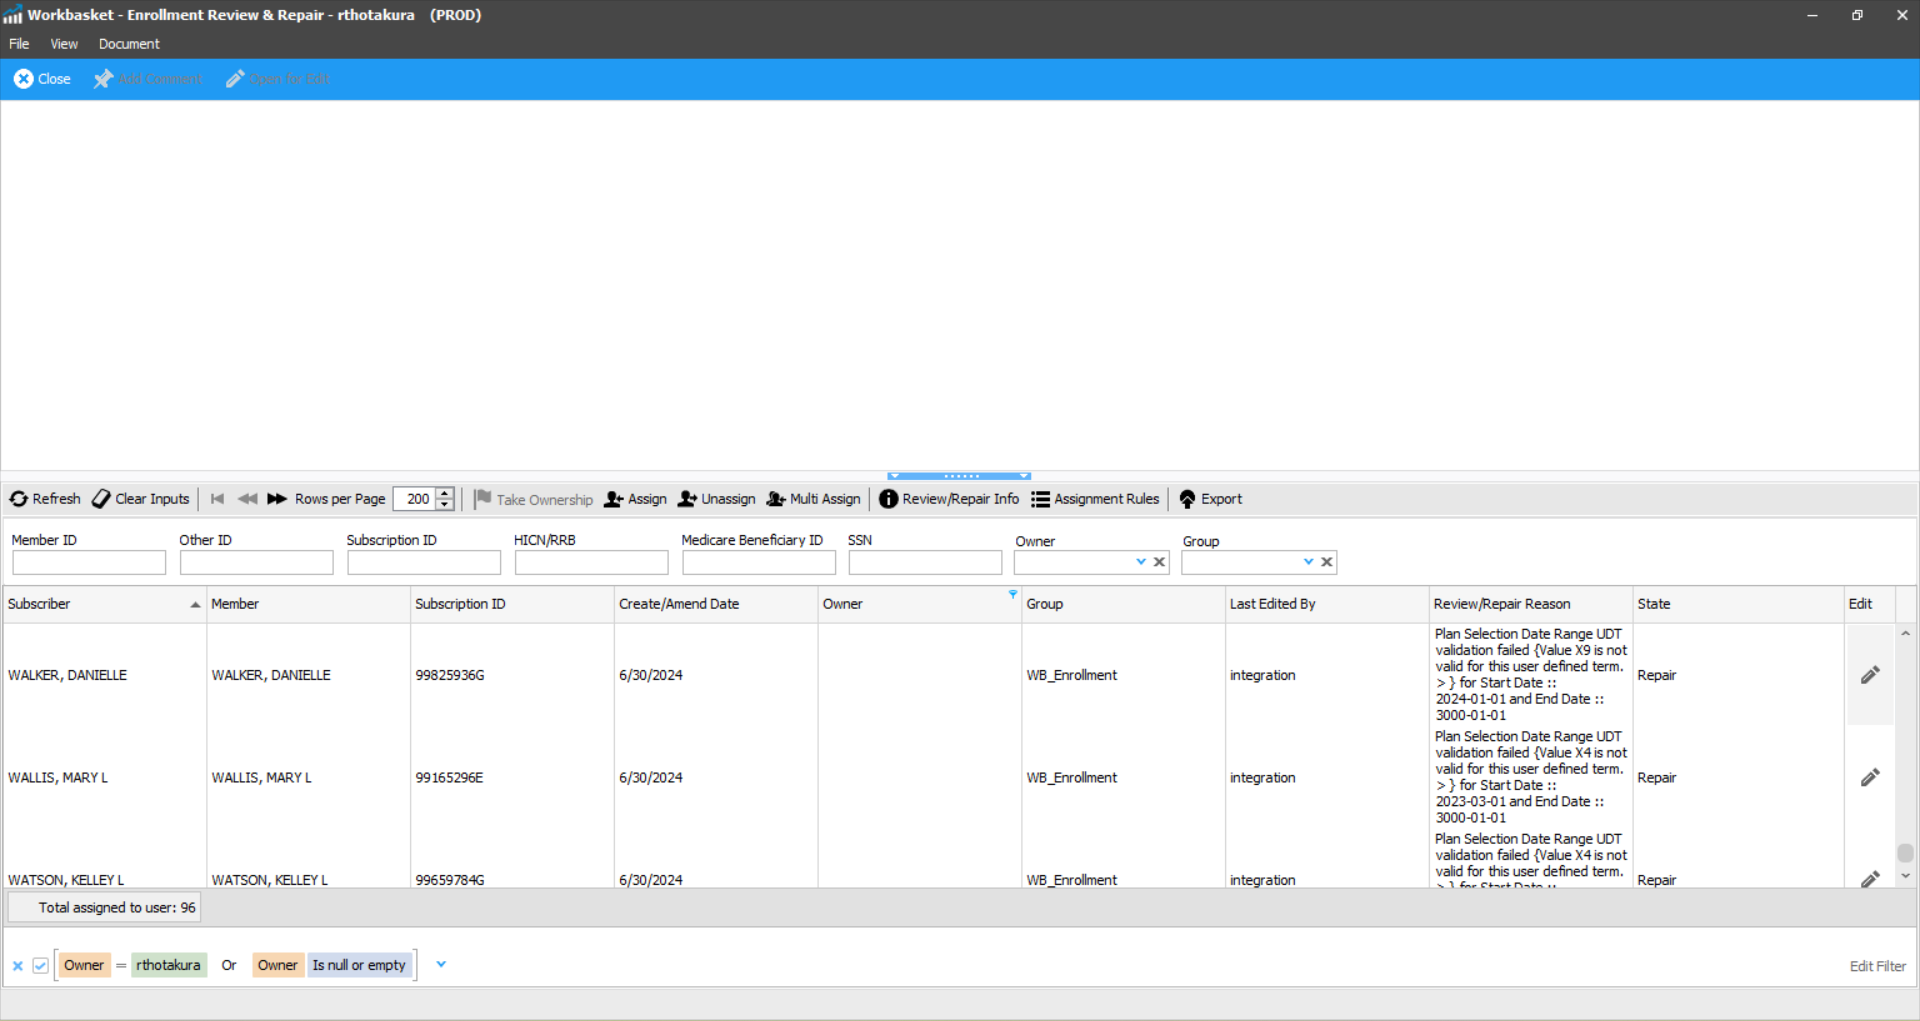 Workbasket - Enrollment Review & Repair - rthotakura (PROD)
File View Document
Close Add Comment Open for Edit
Refresh Clear Inputs Rows per Page 200 Take Ownership Assign Unassign Multi Assign Review/Repair Info Assignment Rules Export
Member ID Other ID Subscription ID HICN/RRB Medicare Beneficiary ID SSN Owner Group
Subscriber Member Subscription ID Create/Amend Date Owner Group Last Edited By Review/Repair Reason State Edit
WALKER, DANIELLE WALKER, DANIELLE 99825936G 6/30/2024 WB_Enrollment integration
Plan Selection Date Range UDT
validation failed {Value X9 is not
valid for this user defined term.
> } for Start Date ::
2024-01-01 and End Date ::
3000-01-01
Repair
WALLIS, MARY L WALLIS, MARY L 99165296E 6/30/2024 WB_Enrollment integration
Plan Selection Date Range UDT
validation failed {Value X4 is not
valid for this user defined term.
> } for Start Date ::
2023-03-01 and End Date ::
3000-01-01
Repair
WATSON, KELLEY L WATSON, KELLEY L 99659784G 6/30/2024 WB_Enrollment integration
Plan Selection Date Range UDT
validation failed {Value X4 is not
valid for this user defined term.
> } for Start Date ::
Repair
Total assigned to user: 96
Owner = rthotakura Or Owner Is null or empty
Edit Filter